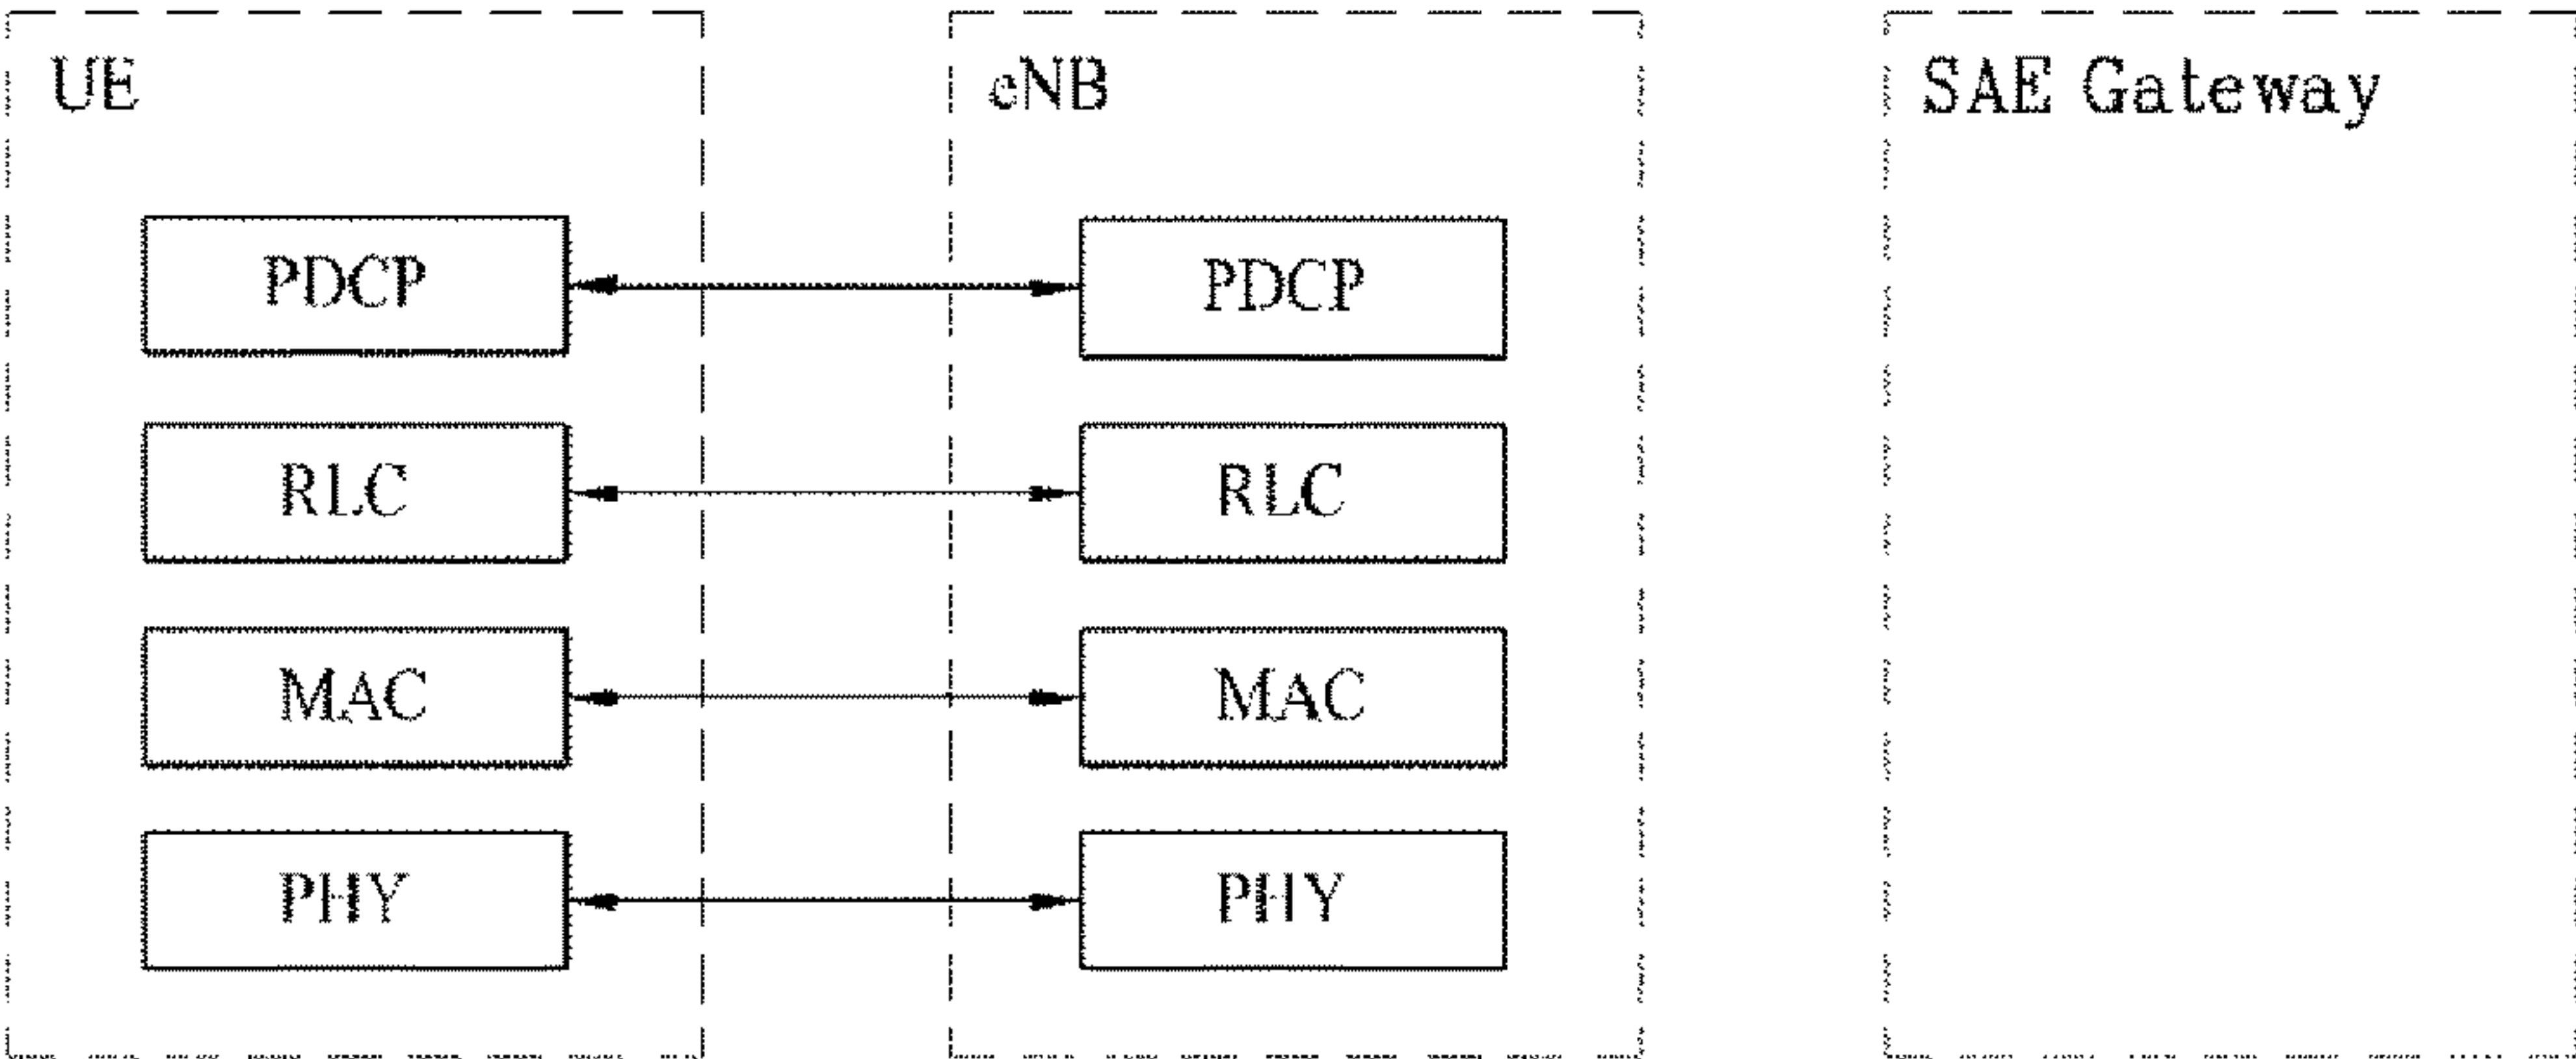 UE eNB SAE Gateway
PDCP PDCP
RLC RLC
MAC MAC
PHY PHY